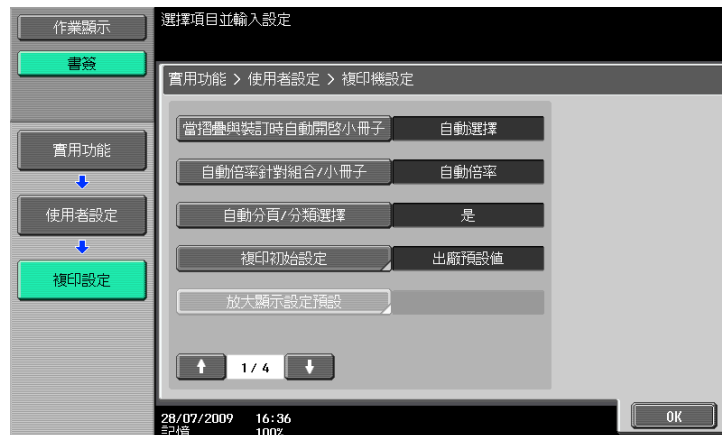 作業顯示
書簽
實用功能
使用者設定
複印設定
選擇項目並輸入設定
實用功能 > 使用者設定 > 複印機設定
當摺疊與裝訂時自動開啓小冊子 自動選擇
自動倍率針對組合/小冊子 自動倍率
自動分頁/分類選擇 是
複印初始設定 出廠預設值
放大顯示設定預設
1/ 4
28/07/2009 16:36
記憶 100%
OK